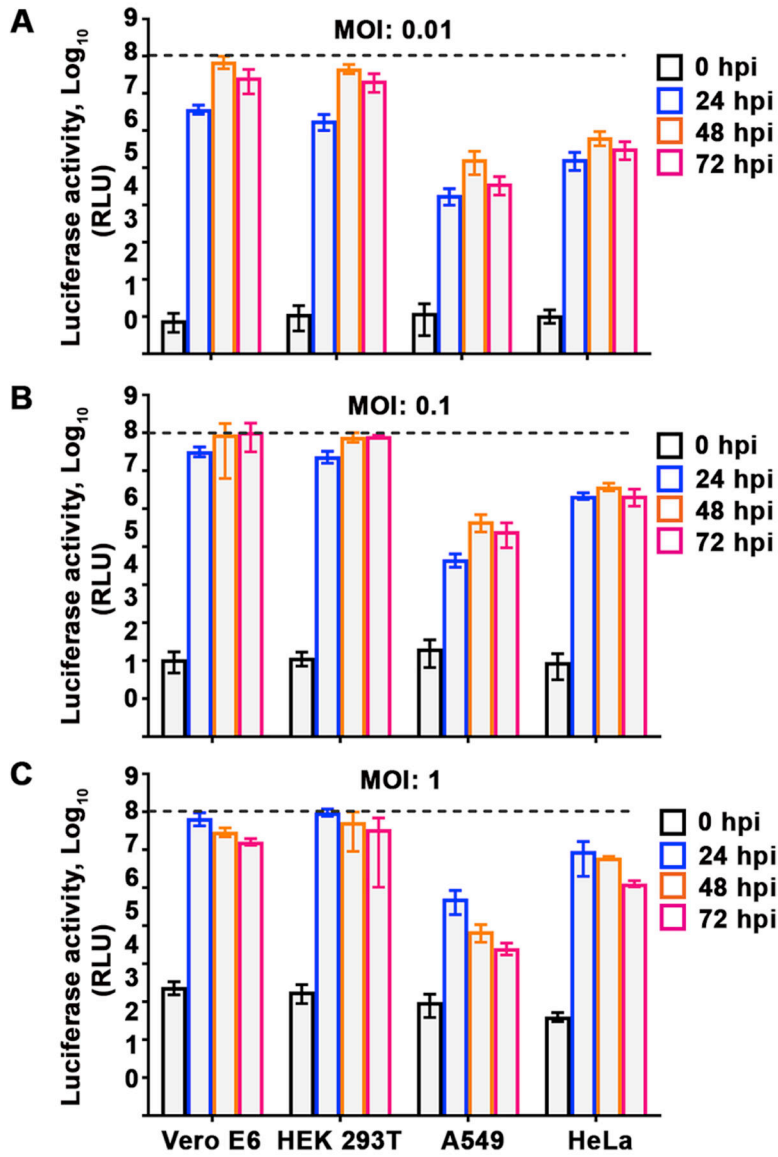 A
MOI: 0.01
Luciferase activity, Log10
(RLU)
9
8
7
6
5
4
3
2
1
0
0 hpi
24 hpi
48 hpi
72 hpi
B
MOI: 0.1
Luciferase activity, Log10
(RLU)
9
8
7
6
5
4
3
2
1
0
0 hpi
24 hpi
48 hpi
72 hpi
C
MOI: 1
Luciferase activity, Log10
(RLU)
9
8
7
6
5
4
3
2
1
0
0 hpi
24 hpi
48 hpi
72 hpi
Vero E6 HEK 293T A549 HeLa